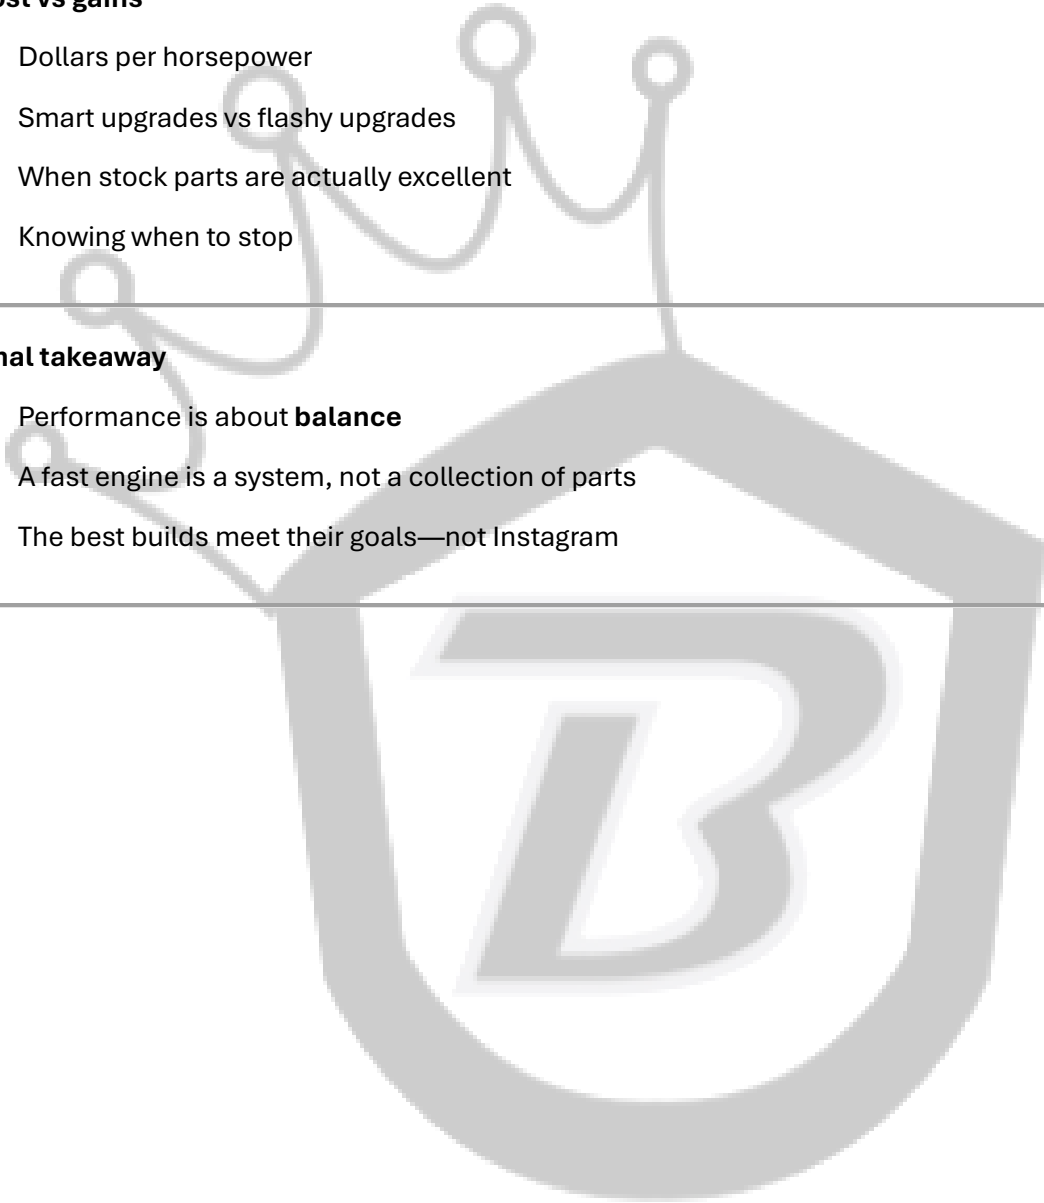 ost vs gains
Dollars per horsepower
Smart upgrades vs flashy upgrades
When stock parts are actually excellent
Knowing when to stop
nal takeaway
Performance is about balance
A fast engine is a system, not a collection of parts
The best builds meet their goals—not Instagram
B